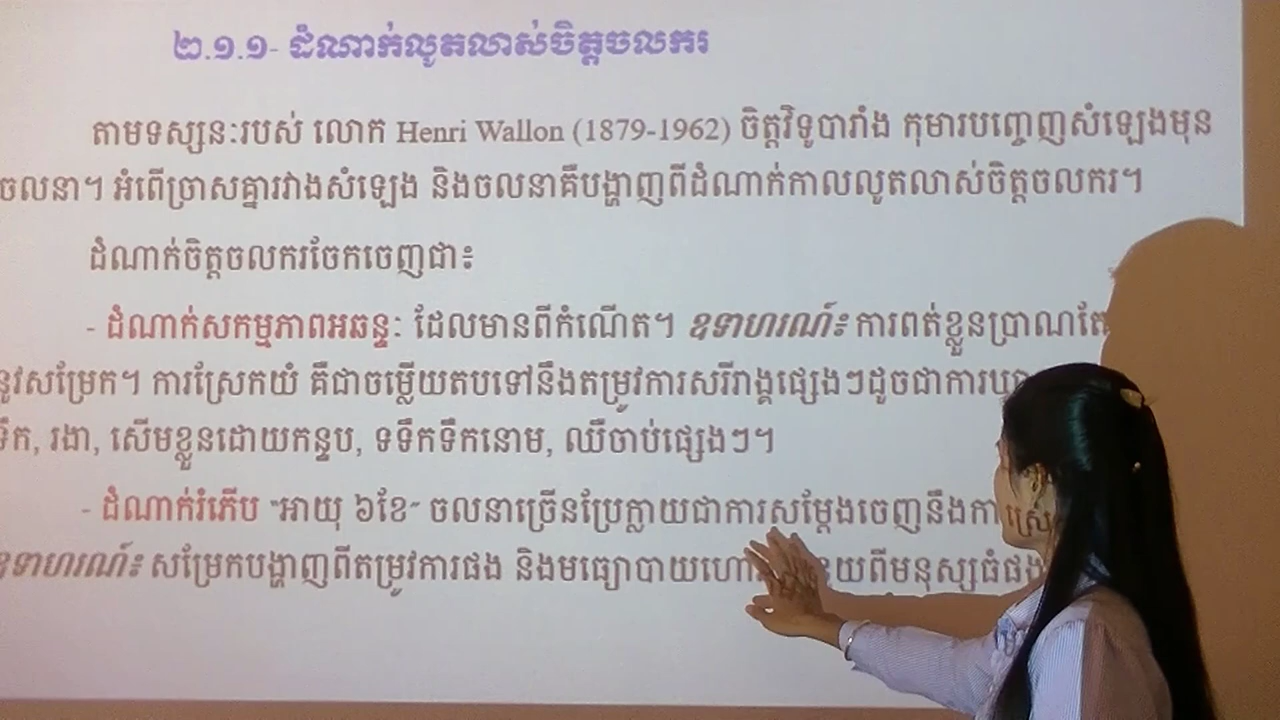 ២.១.១- ដំណាក់លូតលាស់ចិត្តចលករ
តាមទស្សនៈរបស់ លោក Henri Wallon (1879-1962) ចិត្តវិទូបារាំង កុមារបញ្ចេញសំឡេងមុន
ចលនា។ អំពើច្រាសគ្នារវាងសំឡេង និងចលនាគឺបង្ហាញពីដំណាក់កាលលូតលាស់ចិត្តចលករ។
ដំណាក់ចិត្តចលករចែកចេញជា៖
- ដំណាក់សកម្មភាពអឆន្ទៈ ដែលមានពីកំណើត។ ឧទាហរណ៍៖ ការពត់ខ្លួនប្រាណតែ
នូវសម្រែក។ ការស្រែកយំ គឺជាចម្លើយតបទៅនឹងតម្រូវការសរីរាង្គផ្សេងៗដូចជាការឃ្លា
ទឹក, រងា, សើមខ្លួនដោយកន្ទប, ទទឹកទឹកនោម, ឈឺចាប់ផ្សេងៗ។
- ដំណាក់រំភើប "អាយុ ៦ខែ" ចលនាច្រើនប្រែក្លាយជាការសម្ដែងចេញនឹងការស្រែ
ឧទាហរណ៍៖ សម្រែកបង្ហាញពីតម្រូវការផង និងមធ្យោបាយហៅ ពីមនុស្សធំផង